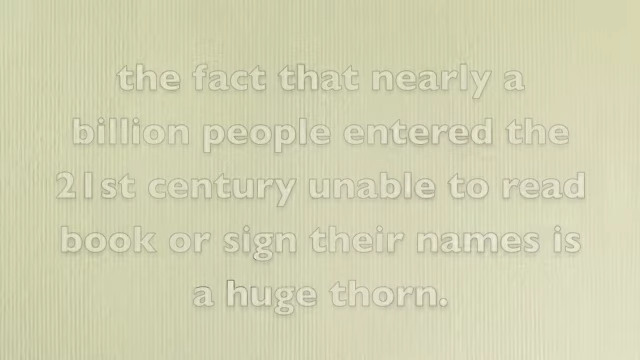 the fact that nearly a
billion people entered the
21st century unable to read
book or sign their names is
a huge thorn.